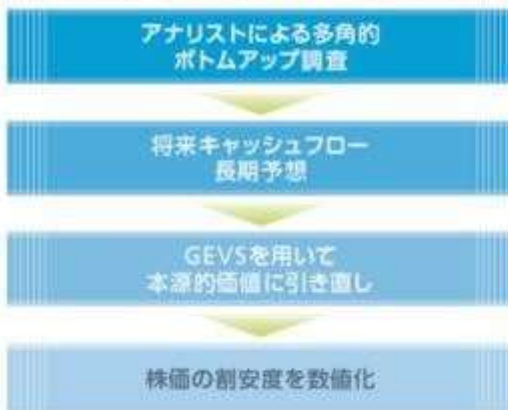 アナリストによる多角的
ボトムアップ調査
将来キャッシュフロー
長期予想
GEVSを用いて
本源的価値に引き直し
株価の割安度を数値化